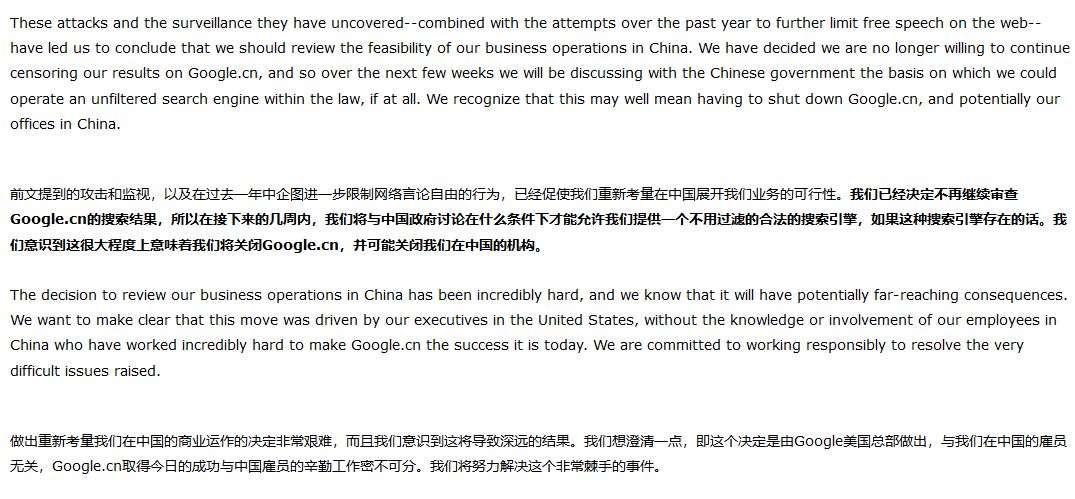 These attacks and the surveillance they have uncovered--combined with the attempts over the past year to further limit free speech on the web--
have led us to conclude that we should review the feasibility of our business operations in China. We have decided we are no longer willing to continue
censoring our results on Google.cn, and so over the next few weeks we will be discussing with the Chinese government the basis on which we could
operate an unfiltered search engine within the law, if at all. We recognize that this may well mean having to shut down Google.cn, and potentially our
offices in China.
前文提到的攻击和监视，以及在过去一年中企图进一步限制网络言论自由的行为，已经促使我们重新考量在中国展开我们业务的可行性。我们已经决定不再继续审查
Google.cn的搜索结果，所以在接下来的几周内，我们将与中国政府讨论在什么条件下才能允许我们提供一个不用过滤的合法的搜索引擎，如果这种搜索引擎存在的话。我
们意识到这很大程度上意味着我们将关闭Google.cn，并可能关闭我们在中国的机构。
The decision to review our business operations in China has been incredibly hard, and we know that it will have potentially far-reaching consequences.
We want to make clear that this move was driven by our executives in the United States, without the knowledge or involvement of our employees in
China who have worked incredibly hard to make Google.cn the success it is today. We are committed to working responsibly to resolve the very
difficult issues raised.
做出重新考量我们在中国的商业运作的决定非常艰难，而且我们意识到这将导致深远的结果。我们想澄清一点，即这个决定是由Google美国总部做出，与我们在中国的雇员
无关，Google.cn取得今日的成功与中国雇员的辛勤工作密不可分。我们将努力解决这个非常棘手的事件。